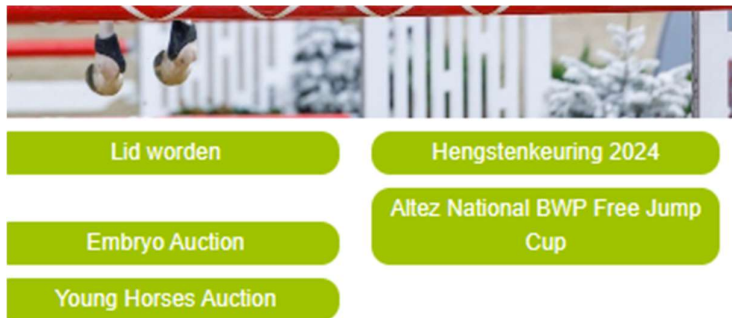 Lid worden
Hengstenkeuring 2024
Altez National BWP Free Jump
Cup
Embryo Auction
Young Horses Auction